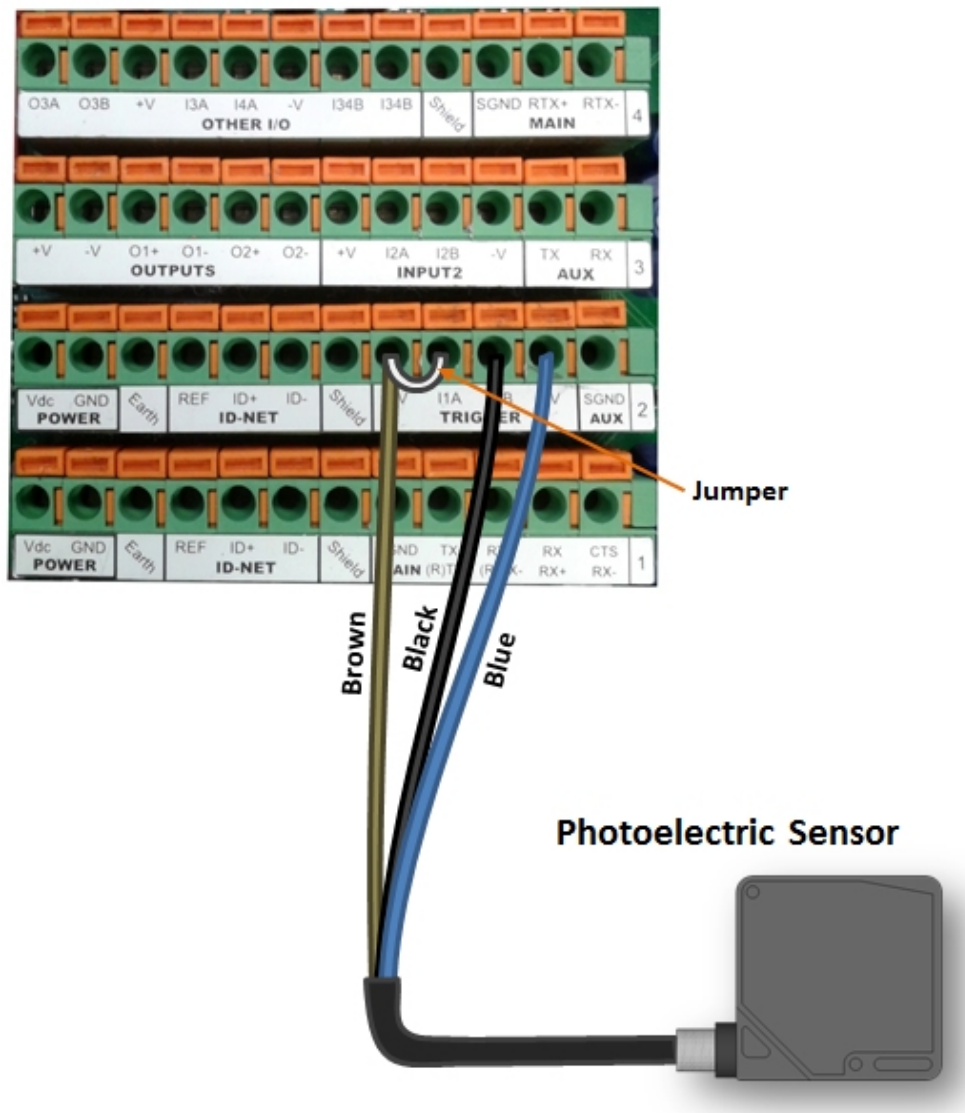 O3A O3B +V I3A I4A -V I34B I34B Shield SGND RTX+ RTX-
OTHER I/O MAIN 4
+V -V O1+ O1- O2+ O2- +V I2A I2B -V TX RX
OUTPUTS INPUT2 AUX 3
Vdc GND Earth REF ID+ ID- Shield V I1A B V SGND
POWER ID-NET TRIGGER AUX 2
Jumper
Vdc GND Earth REF ID+ ID- Shield ND TX RX CTS
POWER ID-NET AIN (R)T X- RX+ RX- 1
Brown
Black
Blue
Photoelectric Sensor